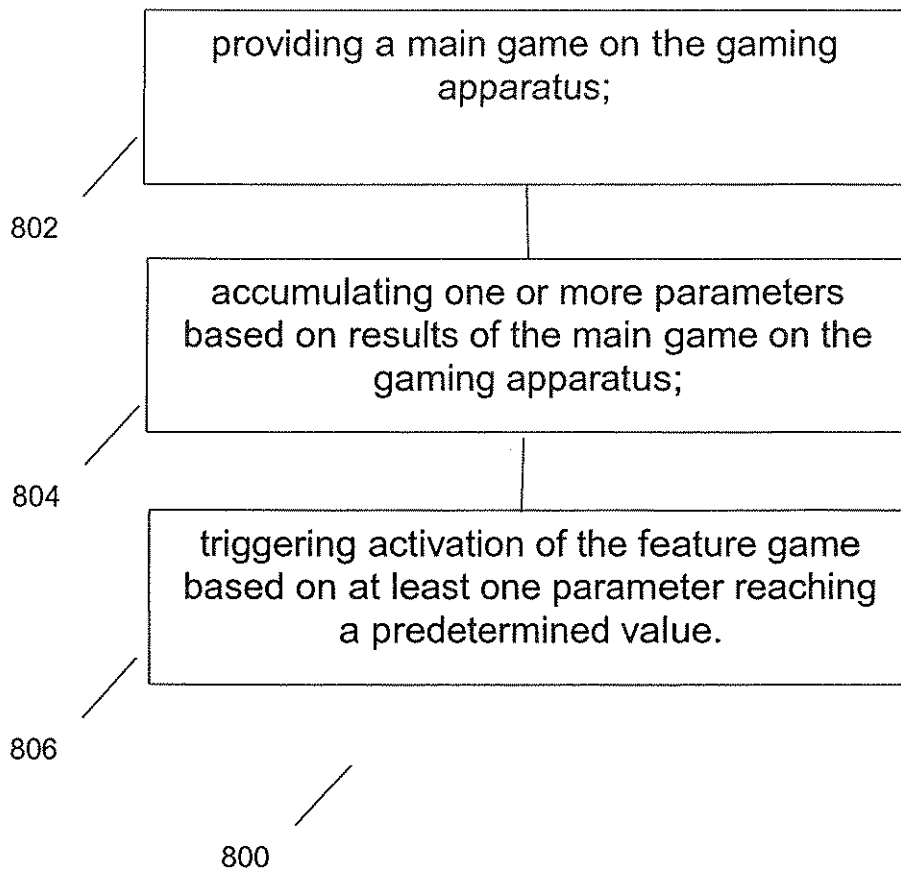 providing a main game on the gaming
apparatus;
802
accumulating one or more parameters
based on results of the main game on the
gaming apparatus;
804
triggering activation of the feature game
based on at least one parameter reaching
a predetermined value.
806
800